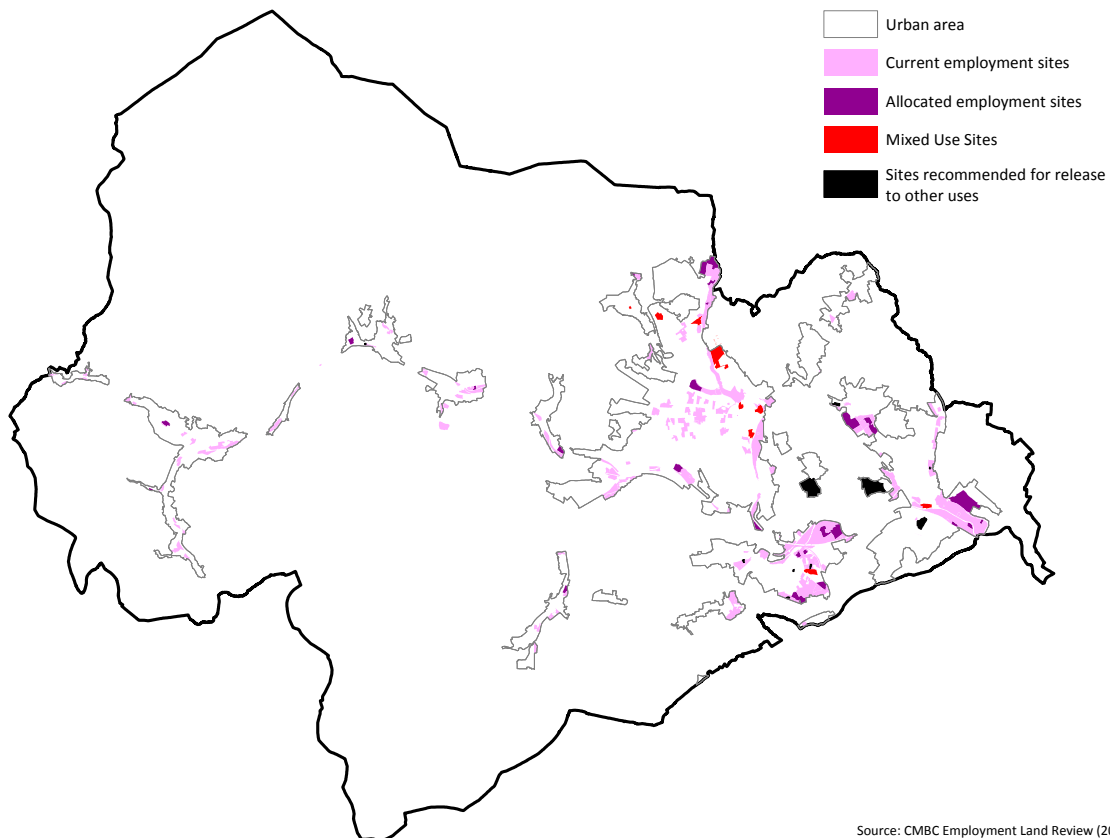 Urban area
Current employment sites
Allocated employment sites
Mixed Use Sites
Sites recommended for release
to other uses
Source: CMBC Employment Land Review (20